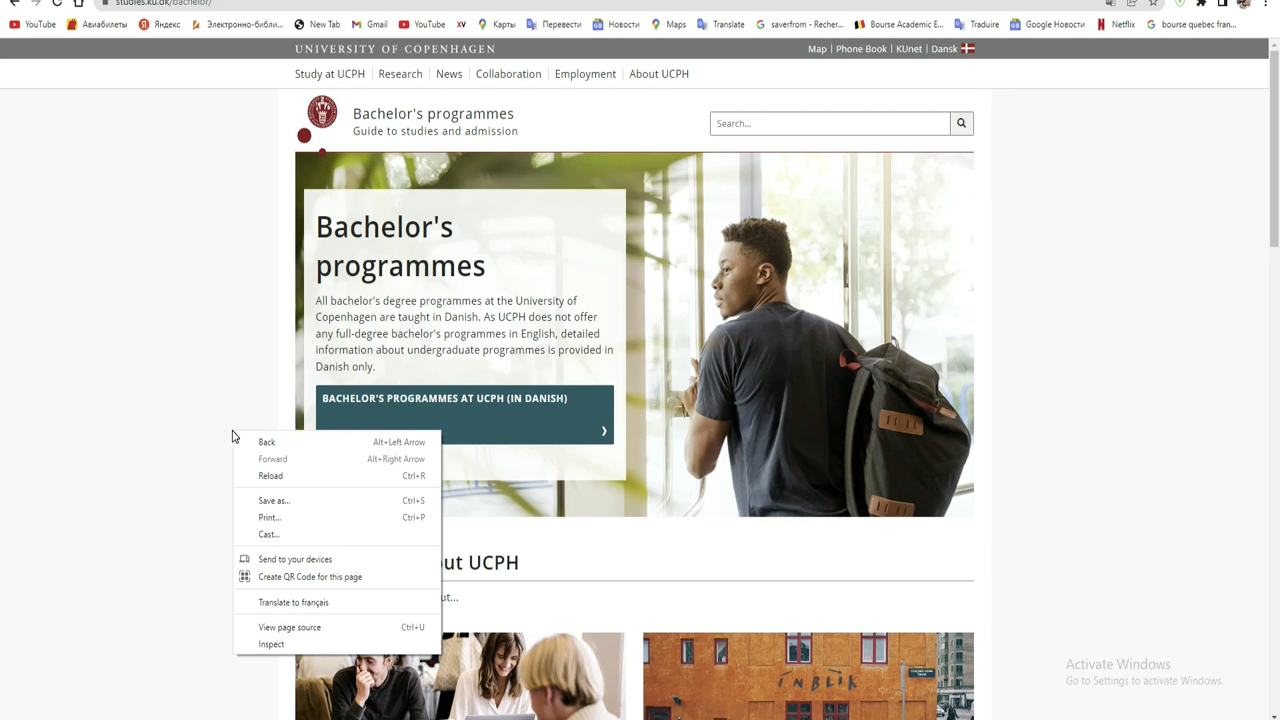 studies.ku.dk/bachelor/
YouTube Авиабилеты Яндекс Электронно-библи... New Tab Gmail YouTube Карты Перевести Новости Maps Translate saverfrom - Recher... Bourse Academic E... Traduire Google Новости Netflix bourse quebec fran...
UNIVERSITY OF COPENHAGEN
Map | Phone Book | KUnet | Dansk
Study at UCPH | Research | News | Collaboration | Employment | About UCPH
Bachelor's programmes
Guide to studies and admission
Search...
Bachelor's
programmes
All bachelor's degree programmes at the University of
Copenhagen are taught in Danish. As UCPH does not offer
any full-degree bachelor's programmes in English, detailed
information about undergraduate programmes is provided in
Danish only.
BACHELOR'S PROGRAMMES AT UCPH (IN DANISH)
Back Alt+Left Arrow
Forward Alt+Right Arrow
Reload Ctrl+R
Save as... Ctrl+S
Print... Ctrl+P
Cast...
Send to your devices
Create QR Code for this page
Translate to français
View page source Ctrl+U
Inspect
out UCPH
ut...
INBLIK
Activate Windows
Go to Settings to activate Windows.